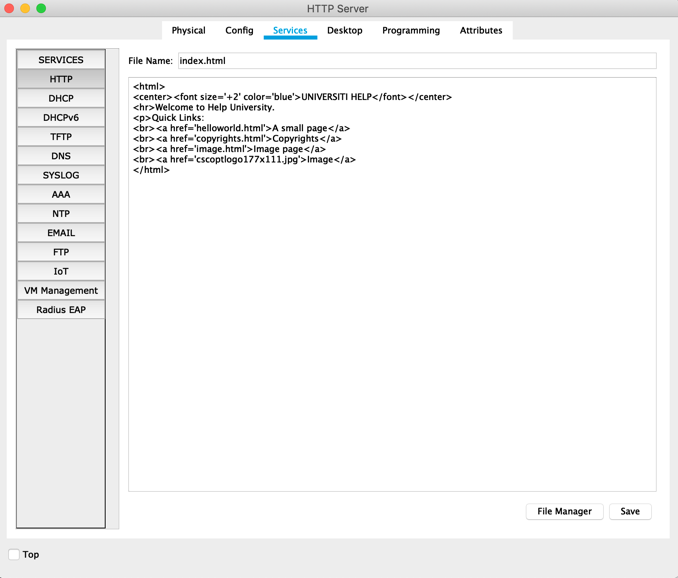 HTTP Server
Physical Config Services Desktop Programming Attributes
SERVICES
HTTP
DHCP
DHCPv6
TFTP
DNS
SYSLOG
AAA
NTP
EMAIL
FTP
IoT
VM Management
Radius EAP
File Name: index.html
<html>
<center><font size='+2' color='blue'>UNIVERSITI HELP</font></center>
<hr>Welcome to Help University.
<p>Quick Links:
<br><a href='helloworld.html'>A small page</a>
<br><a href='copyrights.html'>Copyrights</a>
<br><a href='image.html'>Image page</a>
<br><a href='cscoptlogo177x111.jpg'>Image</a>
</html>
File Manager Save
Top